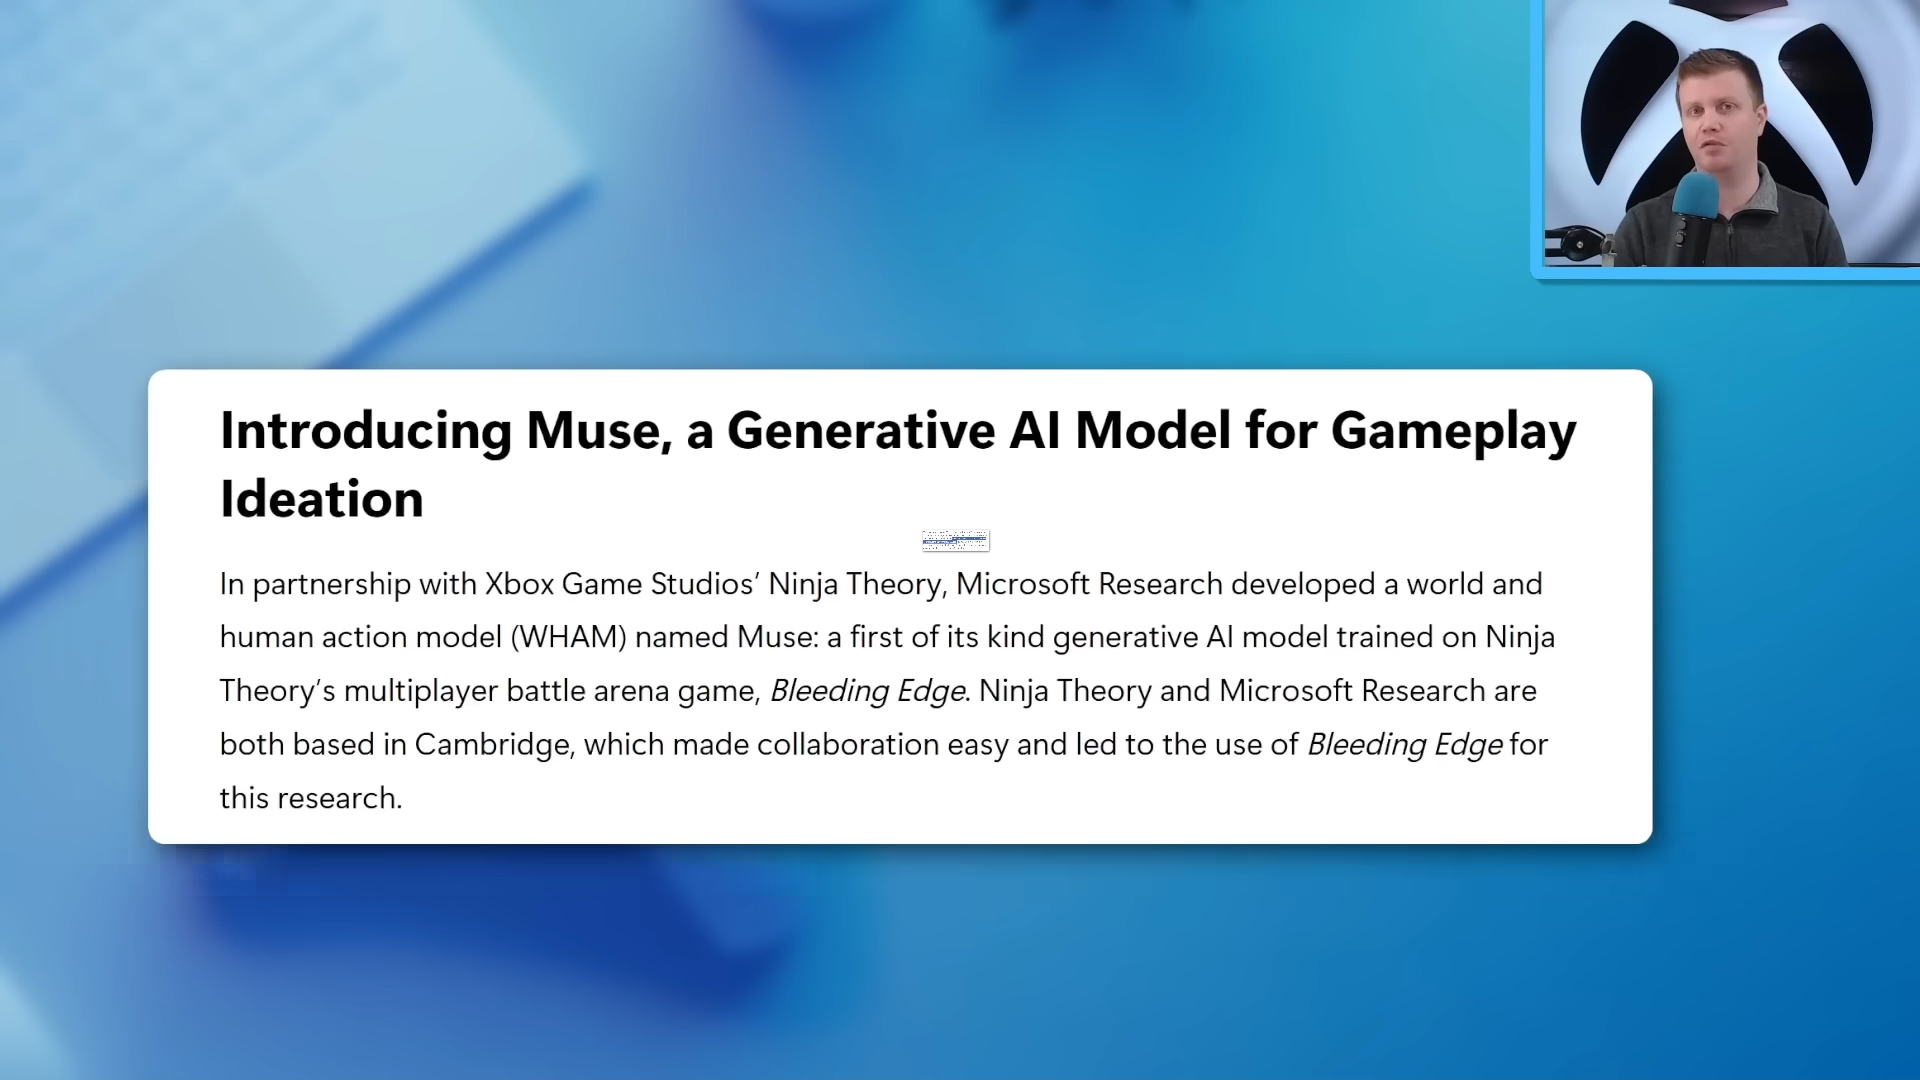 Introducing Muse, a Generative AI Model for Gameplay
Ideation
In partnership with Xbox Game Studios’ Ninja Theory, Microsoft Research developed a world and
human action model (WHAM) named Muse: a first of its kind generative AI model trained on Ninja
Theory’s multiplayer battle arena game, Bleeding Edge. Ninja Theory and Microsoft Research are
both based in Cambridge, which made collaboration easy and led to the use of Bleeding Edge for
this research.